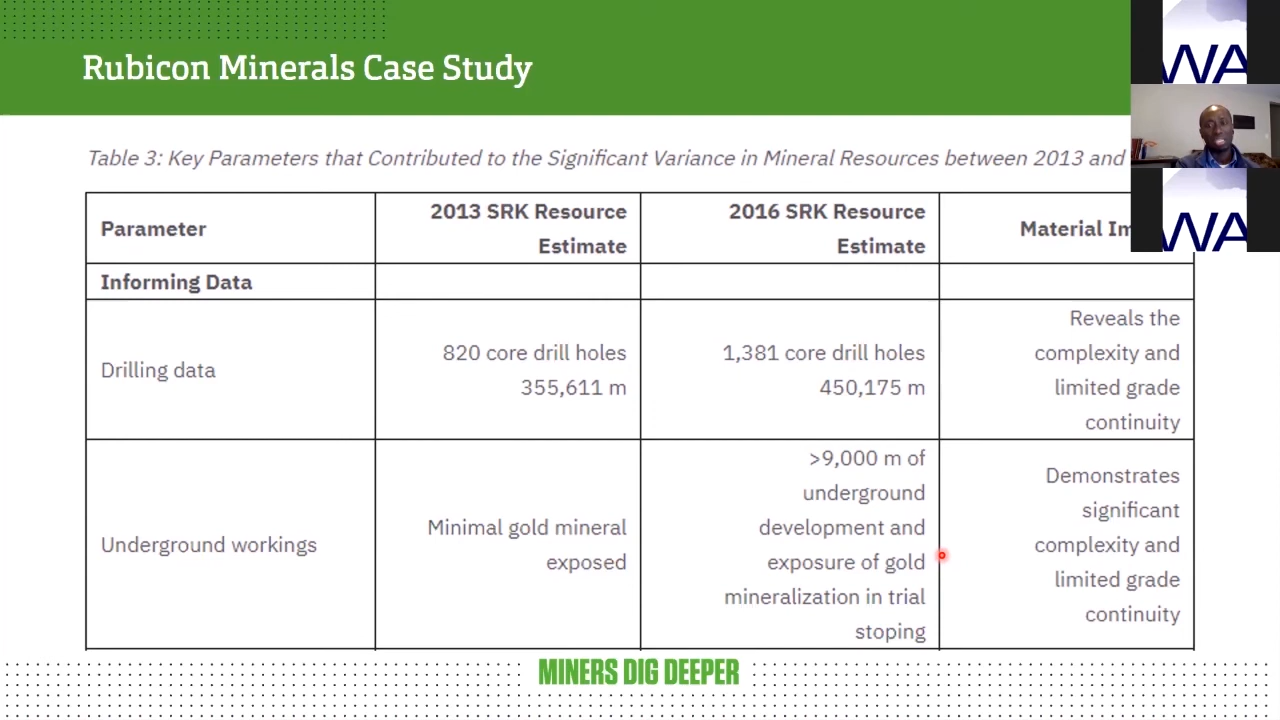 Rubicon Minerals Case Study
Table 3: Key Parameters that Contributed to the Significant Variance in Mineral Resources between 2013 and
Parameter
2013 SRK Resource
Estimate
2016 SRK Resource
Estimate
Material
Informing Data
Drilling data
820 core drill holes
355,611 m
1,381 core drill holes
450,175 m
Reveals the
complexity and
limited grade
continuity
Underground workings
Minimal gold mineral
exposed
>9,000 m of
underground
development and
exposure of gold
mineralization in trial
stoping
Demonstrates
significant
complexity and
limited grade
continuity
MINERS DIG DEEPER
WA
WA